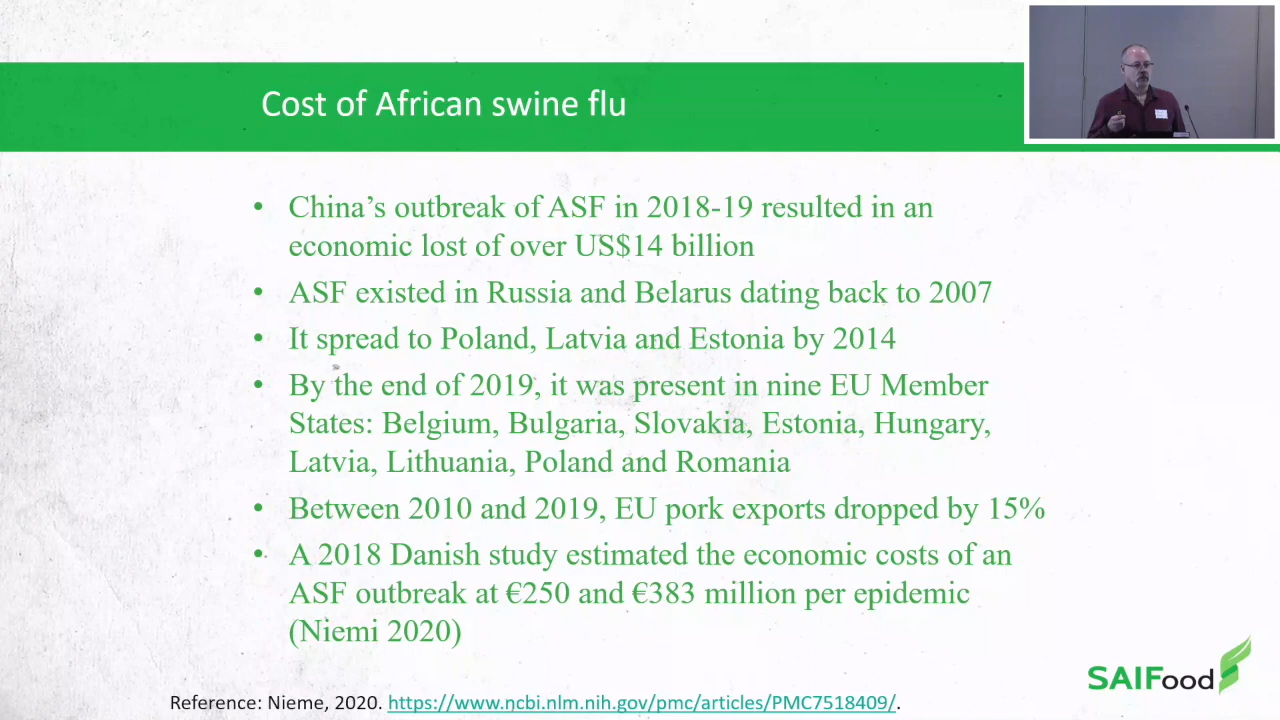 Cost of African swine flu
• China’s outbreak of ASF in 2018-19 resulted in an
economic lost of over US$14 billion
• ASF existed in Russia and Belarus dating back to 2007
• It spread to Poland, Latvia and Estonia by 2014
• By the end of 2019, it was present in nine EU Member
States: Belgium, Bulgaria, Slovakia, Estonia, Hungary,
Latvia, Lithuania, Poland and Romania
• Between 2010 and 2019, EU pork exports dropped by 15%
• A 2018 Danish study estimated the economic costs of an
ASF outbreak at €250 and €383 million per epidemic
(Niemi 2020)
SAIFood
Reference: Nieme, 2020. https://www.ncbi.nlm.nih.gov/pmc/articles/PMC7518409/.